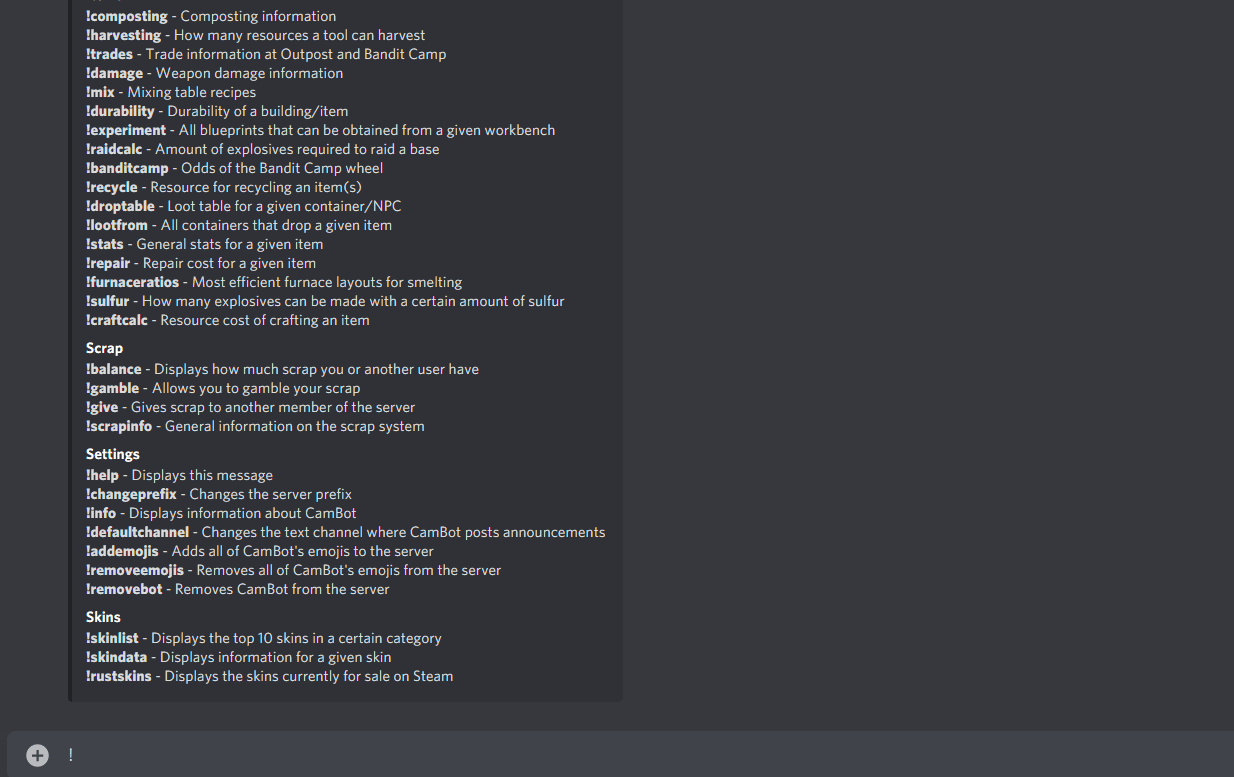 !composting - Composting information
!harvesting - How many resources a tool can harvest
!trades - Trade information at Outpost and Bandit Camp
!damage - Weapon damage information
!mix - Mixing table recipes
!durability - Durability of a building/item
!experiment - All blueprints that can be obtained from a given workbench
!raidcalc - Amount of explosives required to raid a base
!banditcamp - Odds of the Bandit Camp wheel
!recycle - Resource for recycling an item(s)
!droptable - Loot table for a given container/NPC
!lootfrom - All containers that drop a given item
!stats - General stats for a given item
!repair - Repair cost for a given item
!furnaceratios - Most efficient furnace layouts for smelting
!sulfur - How many explosives can be made with a certain amount of sulfur
!craftcalc - Resource cost of crafting an item
Scrap
!balance - Displays how much scrap you or another user have
!gamble - Allows you to gamble your scrap
!give - Gives scrap to another member of the server
!scrapinfo - General information on the scrap system
Settings
!help - Displays this message
!changeprefix - Changes the server prefix
!info - Displays information about CamBot
!defaultchannel - Changes the text channel where CamBot posts announcements
!addemojis - Adds all of CamBot's emojis to the server
!removeemojis - Removes all of CamBot's emojis from the server
!removebot - Removes CamBot from the server
Skins
!skinlist - Displays the top 10 skins in a certain category
!skindata - Displays information for a given skin
!rustskins - Displays the skins currently for sale on Steam
!